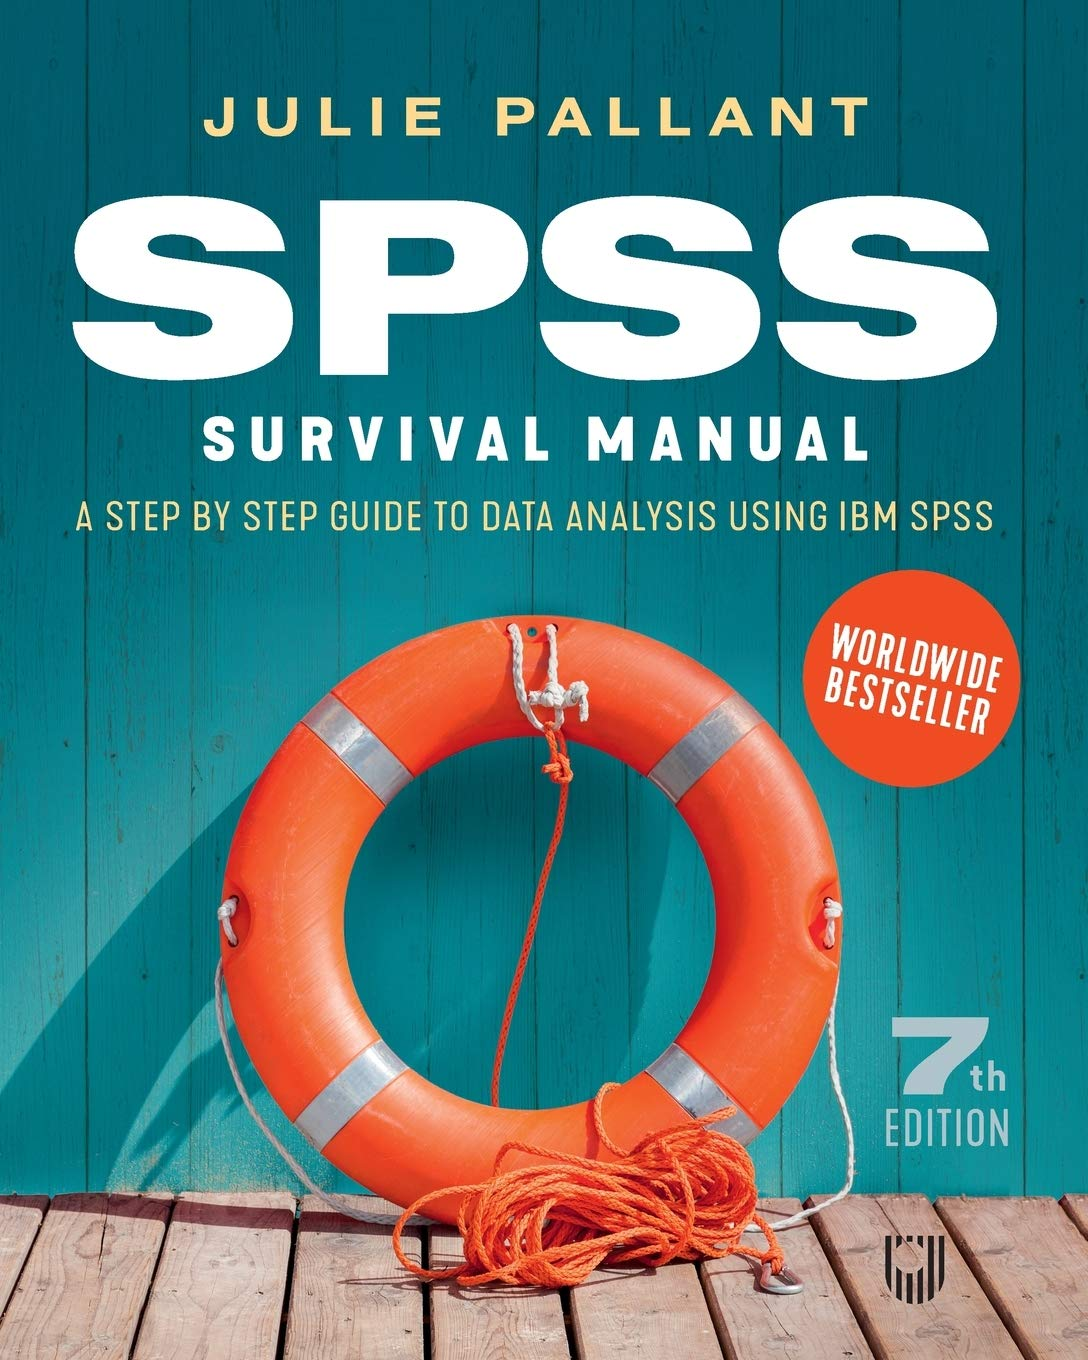 JULIE PALLANT
SPSS
SURVIVAL MANUAL
A STEP BY STEP GUIDE TO DATA ANALYSIS USING IBM SPSS
WORLDWIDE
BESTSELLER
7th
EDITION